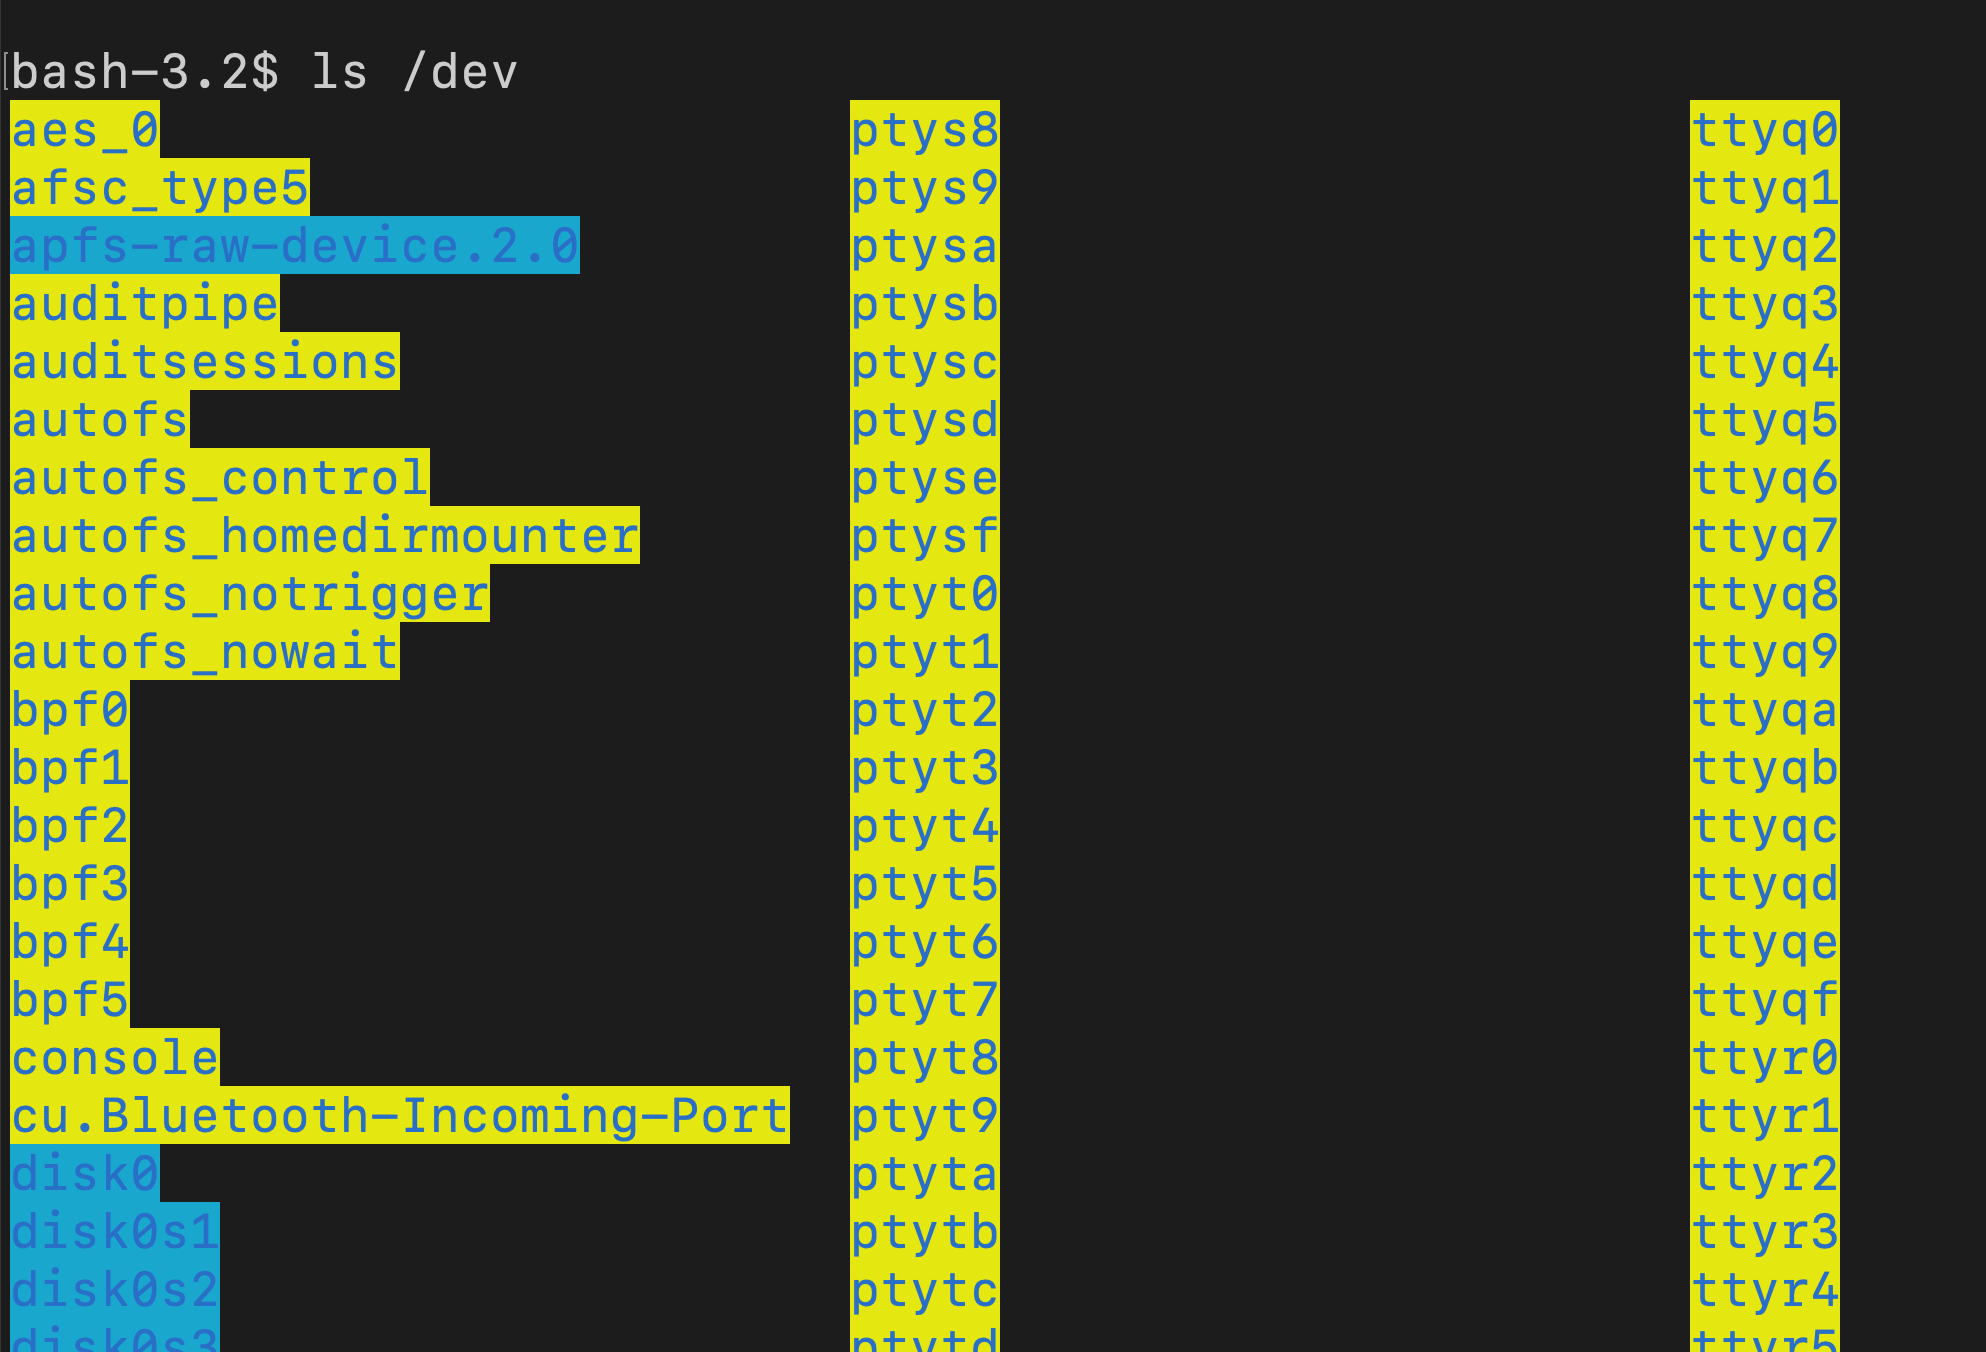 bash-3.2$ ls /dev
aes_0 ptys8 ttyq0
afsc_type5 ptys9 ttyq1
apfs-raw-device.2.0 ptysa ttyq2
auditpipe ptysb ttyq3
auditsessions ptysc ttyq4
autofs ptysd ttyq5
autofs_control ptyse ttyq6
autofs_homedirmounter ptysf ttyq7
autofs_notrigger ptyt0 ttyq8
autofs_nowait ptyt1 ttyq9
bpf0 ptyt2 ttyqa
bpf1 ptyt3 ttyqb
bpf2 ptyt4 ttyqc
bpf3 ptyt5 ttyqd
bpf4 ptyt6 ttyqe
bpf5 ptyt7 ttyqf
console ptyt8 ttyr0
cu.Bluetooth-Incoming-Port ptyt9 ttyr1
disk0 ptyta ttyr2
disk0s1 ptytb ttyr3
disk0s2 ptytc ttyr4
disk0s3 ptytd ttyr5